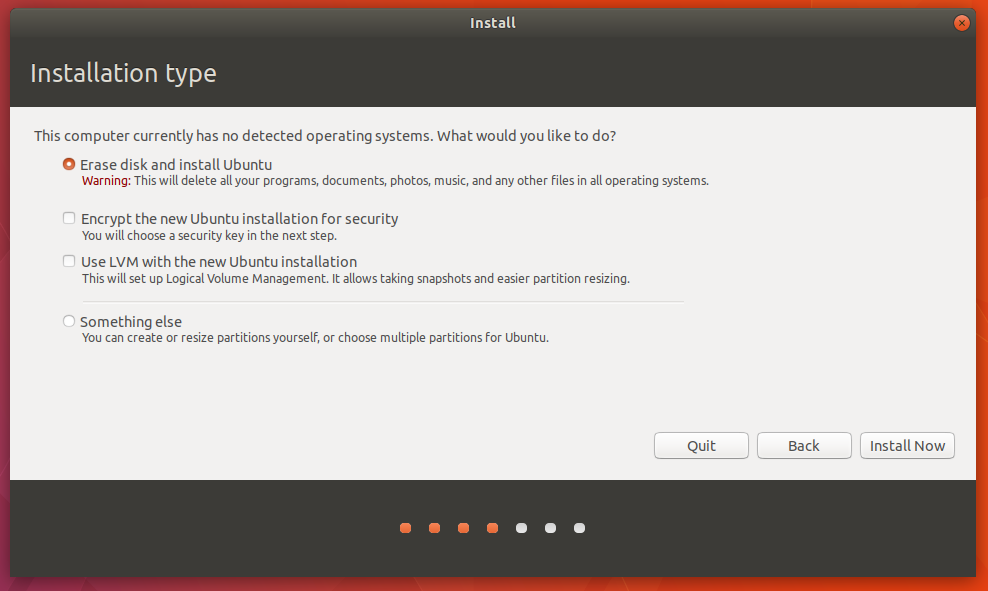 Install
Installation type
This computer currently has no detected operating systems. What would you like to do?
Erase disk and install Ubuntu
Warning: This will delete all your programs, documents, photos, music, and any other files in all operating systems.
Encrypt the new Ubuntu installation for security
You will choose a security key in the next step.
Use LVM with the new Ubuntu installation
This will set up Logical Volume Management. It allows taking snapshots and easier partition resizing.
Something else
You can create or resize partitions yourself, or choose multiple partitions for Ubuntu.
Quit Back Install Now